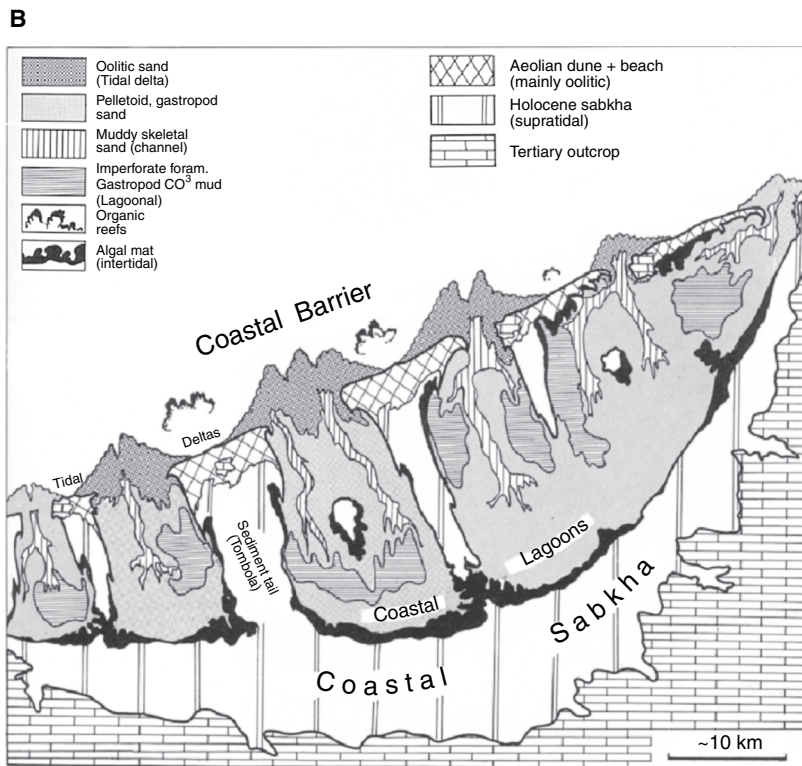 B
Oolitic sand
(Tidal delta)
Pelletoid, gastropod
sand
Muddy skeletal
sand (channel)
Imperforate foram.
Gastropod CO³ mud
(Lagoonal)
Organic
reefs
Algal mat
(intertidal)
Aeolian dune + beach
(mainly oolitic)
Holocene sabkha
(supratidal)
Tertiary outcrop
Coastal Barrier
Tidal
Deltas
Sediment tail
(Tombola)
Coastal
Lagoons
Coastal
Sabkha
~10 km